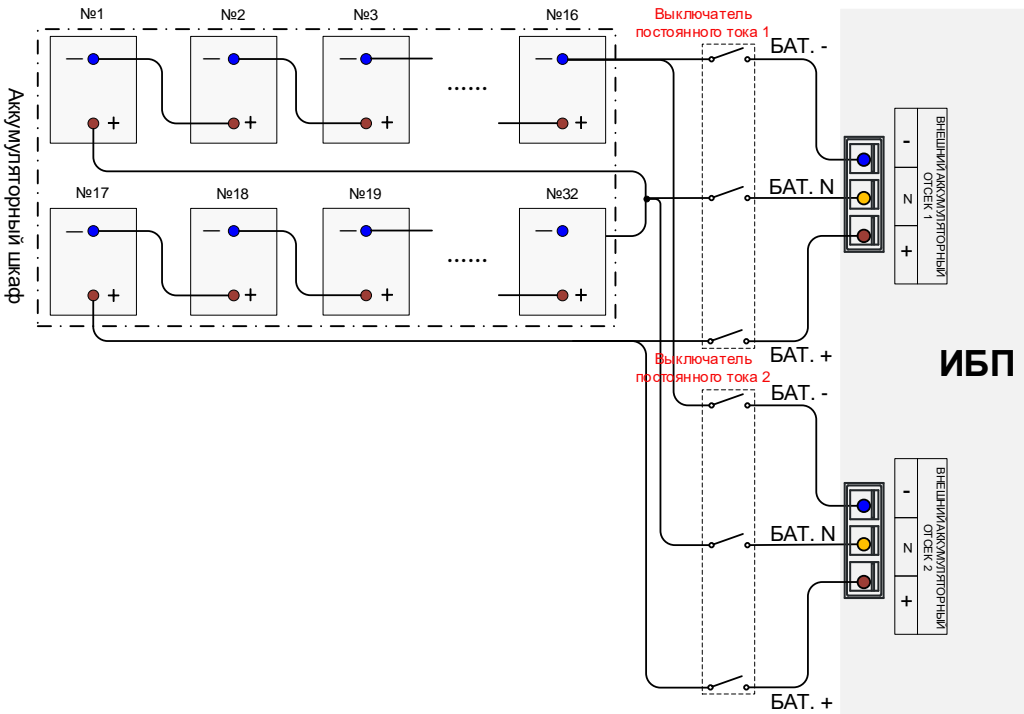 №1
№2
№3
№16
Выключатель
постоянного тока 1
БАТ. -
— + — + — — +
......
БАТ. N
БАТ. +
Аккумуляторный шкаф
№17
№18
№19
№32
— + — + — + — +
......
-
N
+
ВНЕШНИЙ АККУМУЛЯТОРНЫЙ
ОТСЕК 1
ИБП
Выключатель
постоянного тока 2
БАТ. -
БАТ. N
БАТ. +
-
N
+
ВНЕШНИЙ АККУМУЛЯТОРНЫЙ
ОТСЕК 2